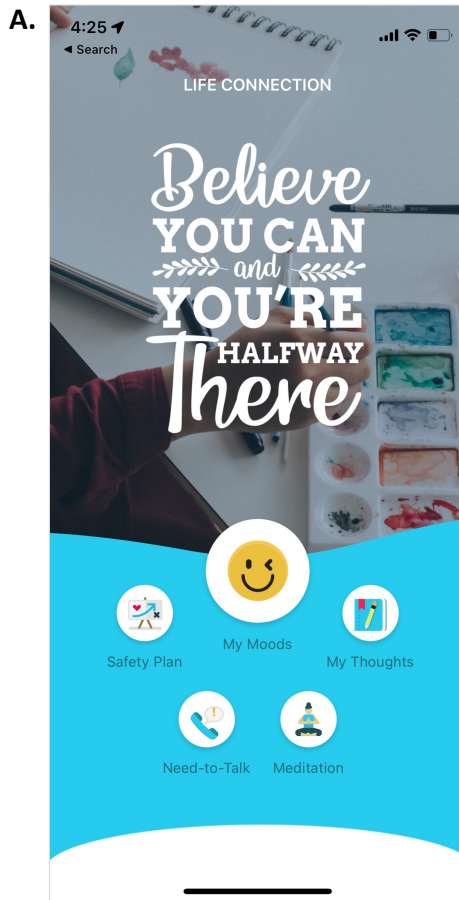 A.
4:25
◀ Search
LIFE CONNECTION
Believe
YOU CAN
and
YOU'RE
HALFWAY
There
My Moods
Safety Plan
My Thoughts
Need-to-Talk
Meditation